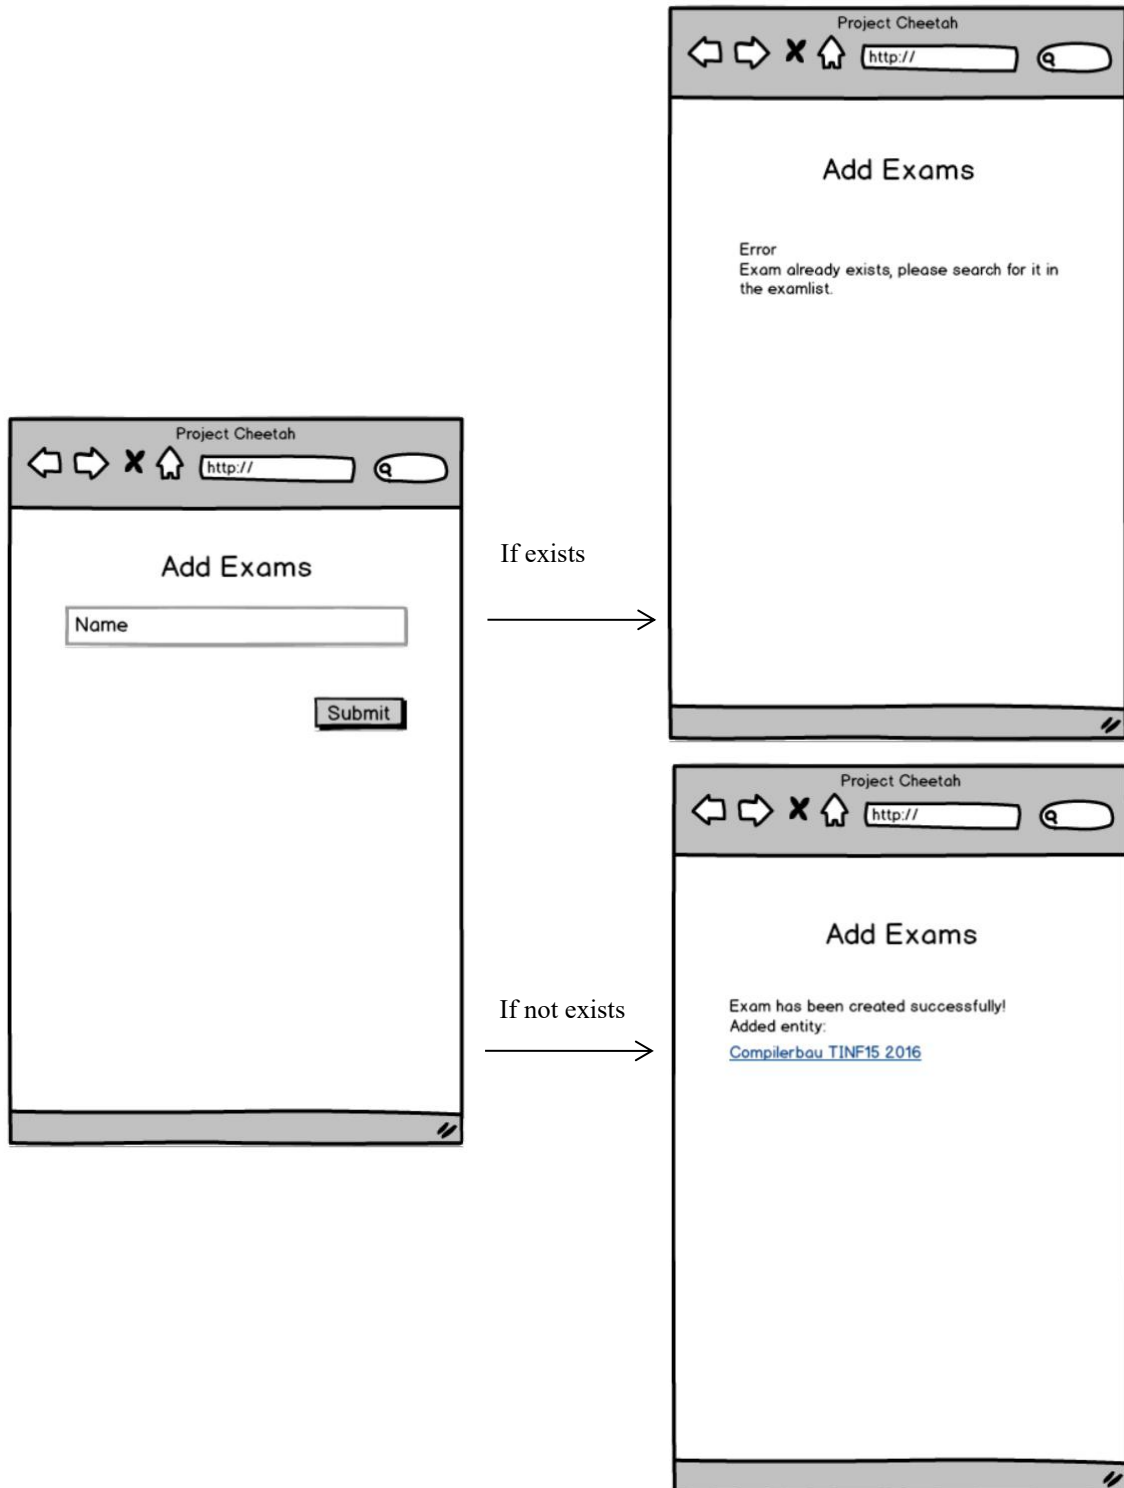 Project Cheetah
http://
Add Exams
Name
Submit
If exists
Project Cheetah
http://
Add Exams
Error
Exam already exists, please search for it in
the examlist.
If not exists
Project Cheetah
http://
Add Exams
Exam has been created successfully!
Added entity:
Compilerbau TINF15 2016